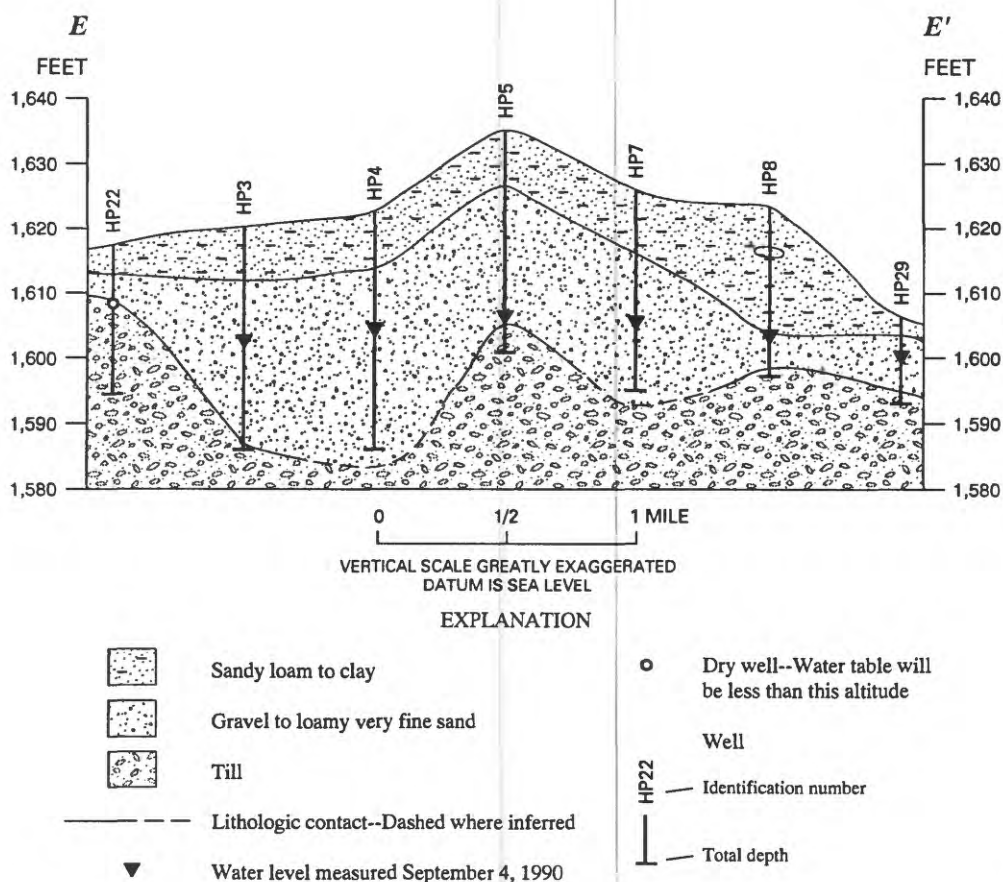 E
E'
FEET
FEET
1,640
1,630
1,620
1,610
1,600
1,590
1,580
HP22
HP3
HP4
HP5
HP7
HP8
HP29
1,640
1,630
1,620
1,610
1,600
1,590
1,580
0 1/2 1 MILE
VERTICAL SCALE GREATLY EXAGGERATED
DATUM IS SEA LEVEL
EXPLANATION
Sandy loam to clay
Gravel to loamy very fine sand
Till
Lithologic contact--Dashed where inferred
Water level measured September 4, 1990
Dry well--Water table will
be less than this altitude
Well
HP22
Identification number
Total depth